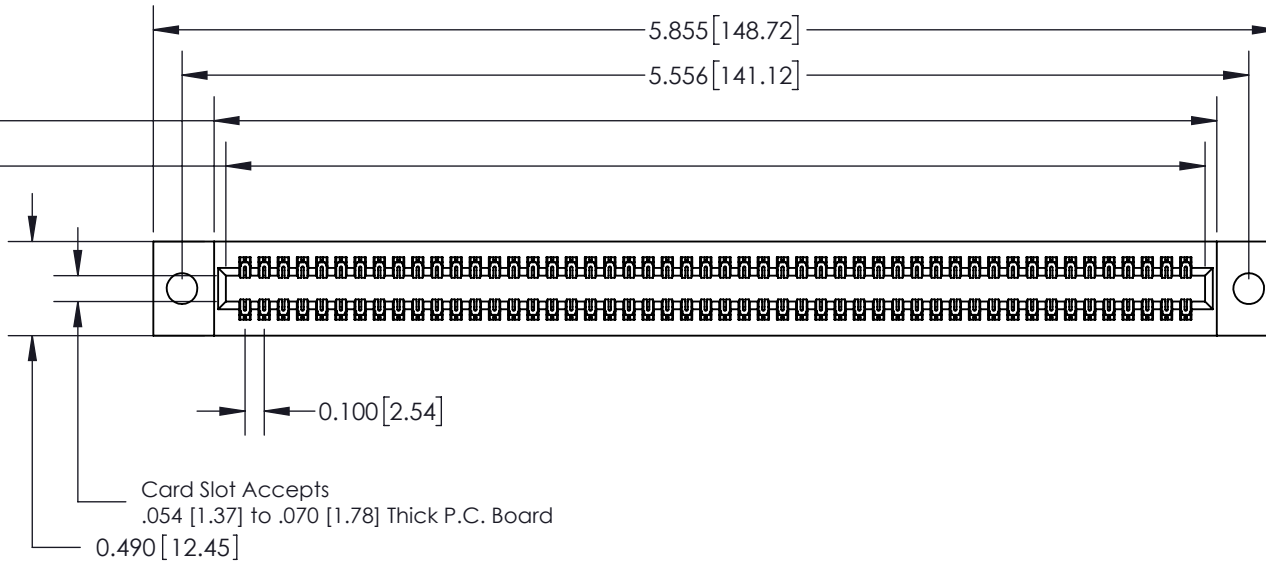 5.855[148.72]
5.556[141.12]
0.100[2.54]
Card Slot Accepts
.054 [1.37] to .070 [1.78] Thick P.C. Board
0.490[12.45]